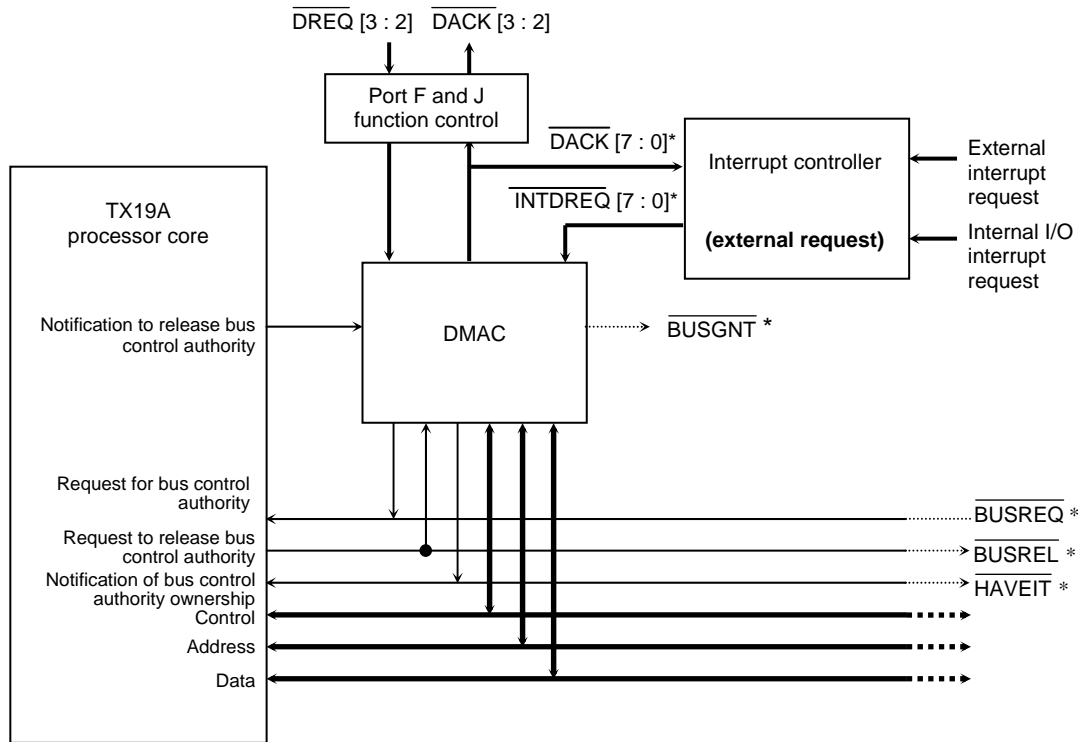 DREQ [3 : 2] DACK [3 : 2]
Port F and J
function control
DACK [7 : 0]*
INTDREQ [7 : 0]*
Interrupt controller
(external request)
External
interrupt
request
Internal I/O
interrupt
request
TX19A
processor core
Notification to release bus
control authority
DMAC
BUSGNT *
Request for bus control
authority
Request to release bus
control authority
Notification of bus control
authority ownership
Control
Address
Data
BUSREQ *
BUSREL *
HAVEIT *